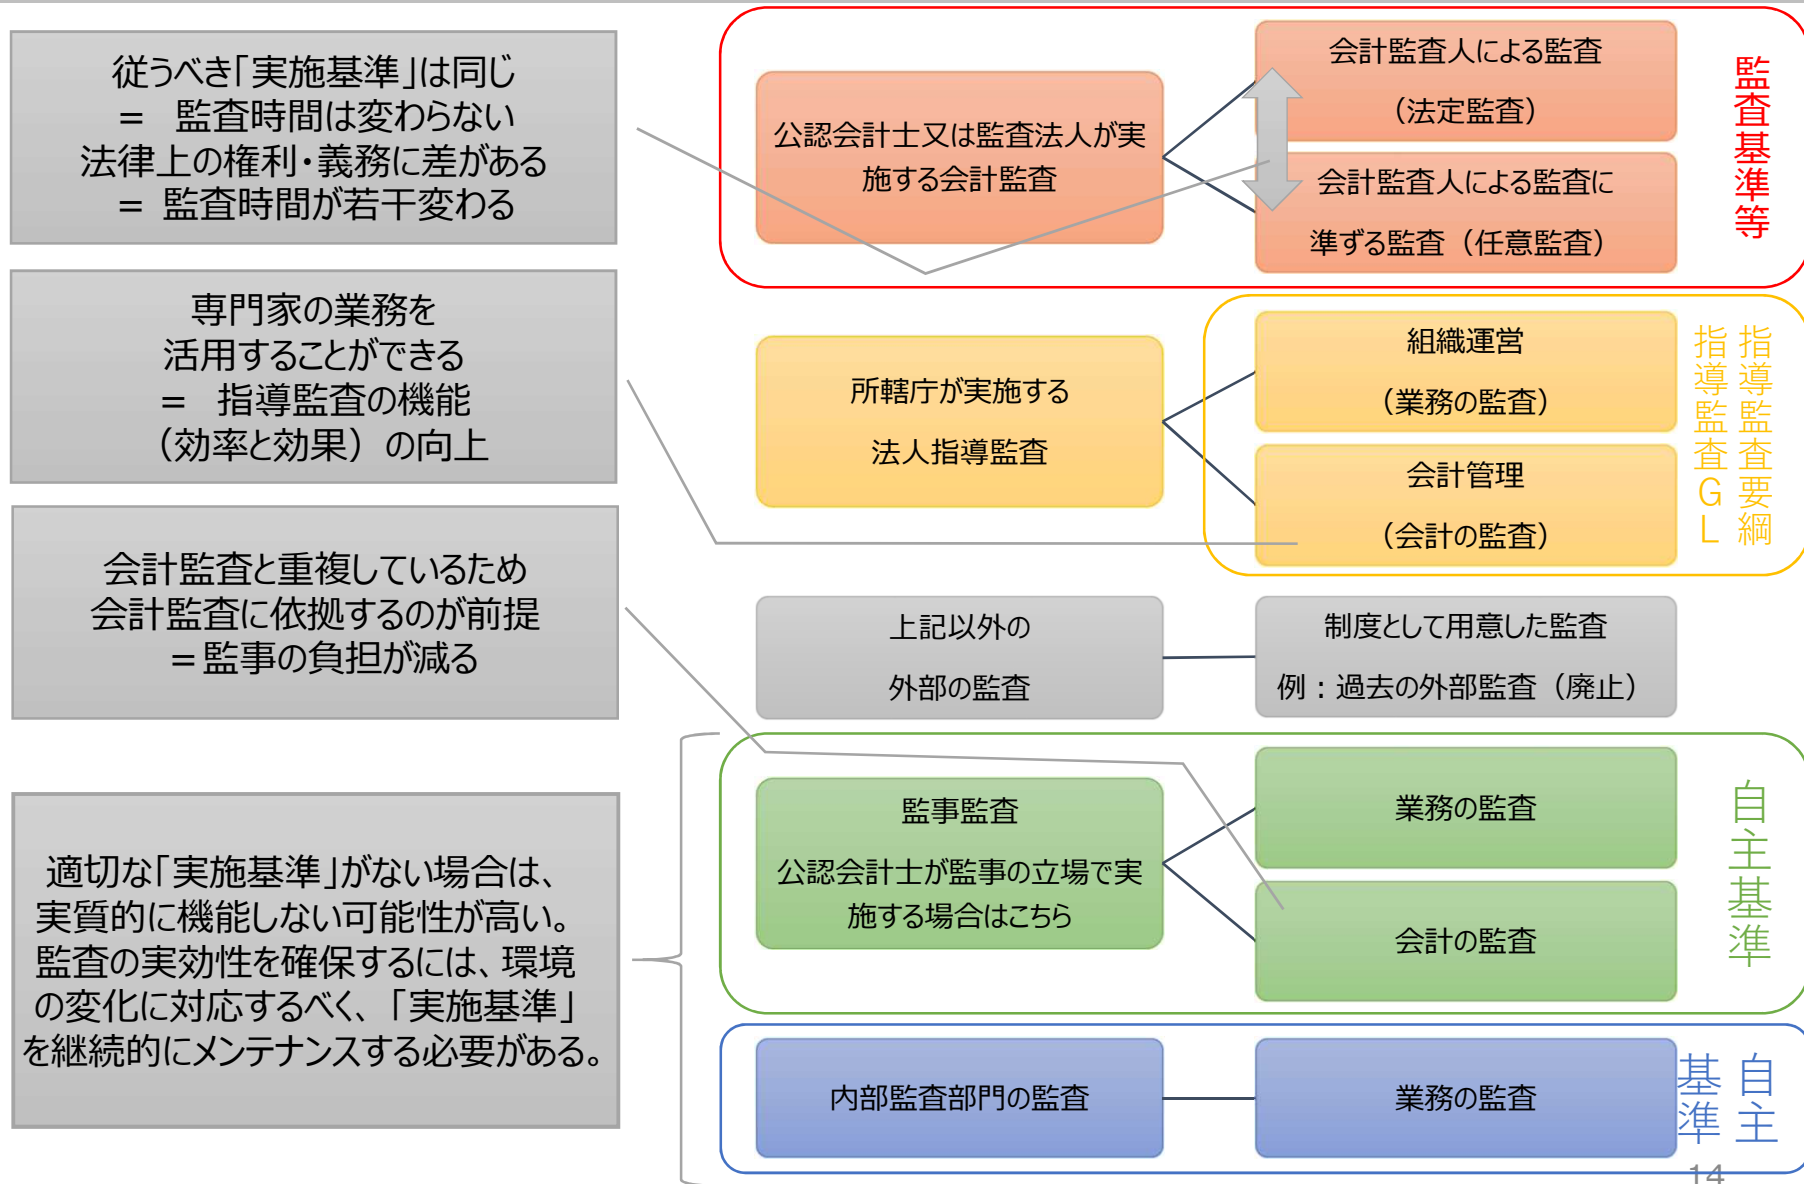 従うべき「実施基準」は同じ
= 監査時間は変わらない
法律上の権利・義務に差がある
= 監査時間が若干変わる
専門家の業務を
活用することができる
= 指導監査の機能
（効率と効果）の向上
会計監査と重複しているため
会計監査に依拠するのが前提
=監事の負担が減る
適切な「実施基準」がない場合は、
実質的に機能しない可能性が高い。
監査の実効性を確保するには、環境
の変化に対応するべく、「実施基準」
を継続的にメンテナンスする必要がある。
公認会計士又は監査法人が実
施する会計監査
会計監査人による監査
（法定監査）
会計監査人による監査に
準ずる監査（任意監査）
監査基準等
所轄庁が実施する
法人指導監査
組織運営
（業務の監査）
会計管理
（会計の監査）
指導監査要綱
指導監査GL
上記以外の
外部の監査
制度として用意した監査
例：過去の外部監査（廃止）
監事監査
公認会計士が監事の立場で実
施する場合はこちら
業務の監査
会計の監査
自主基準
内部監査部門の監査
業務の監査
自主
基準
14